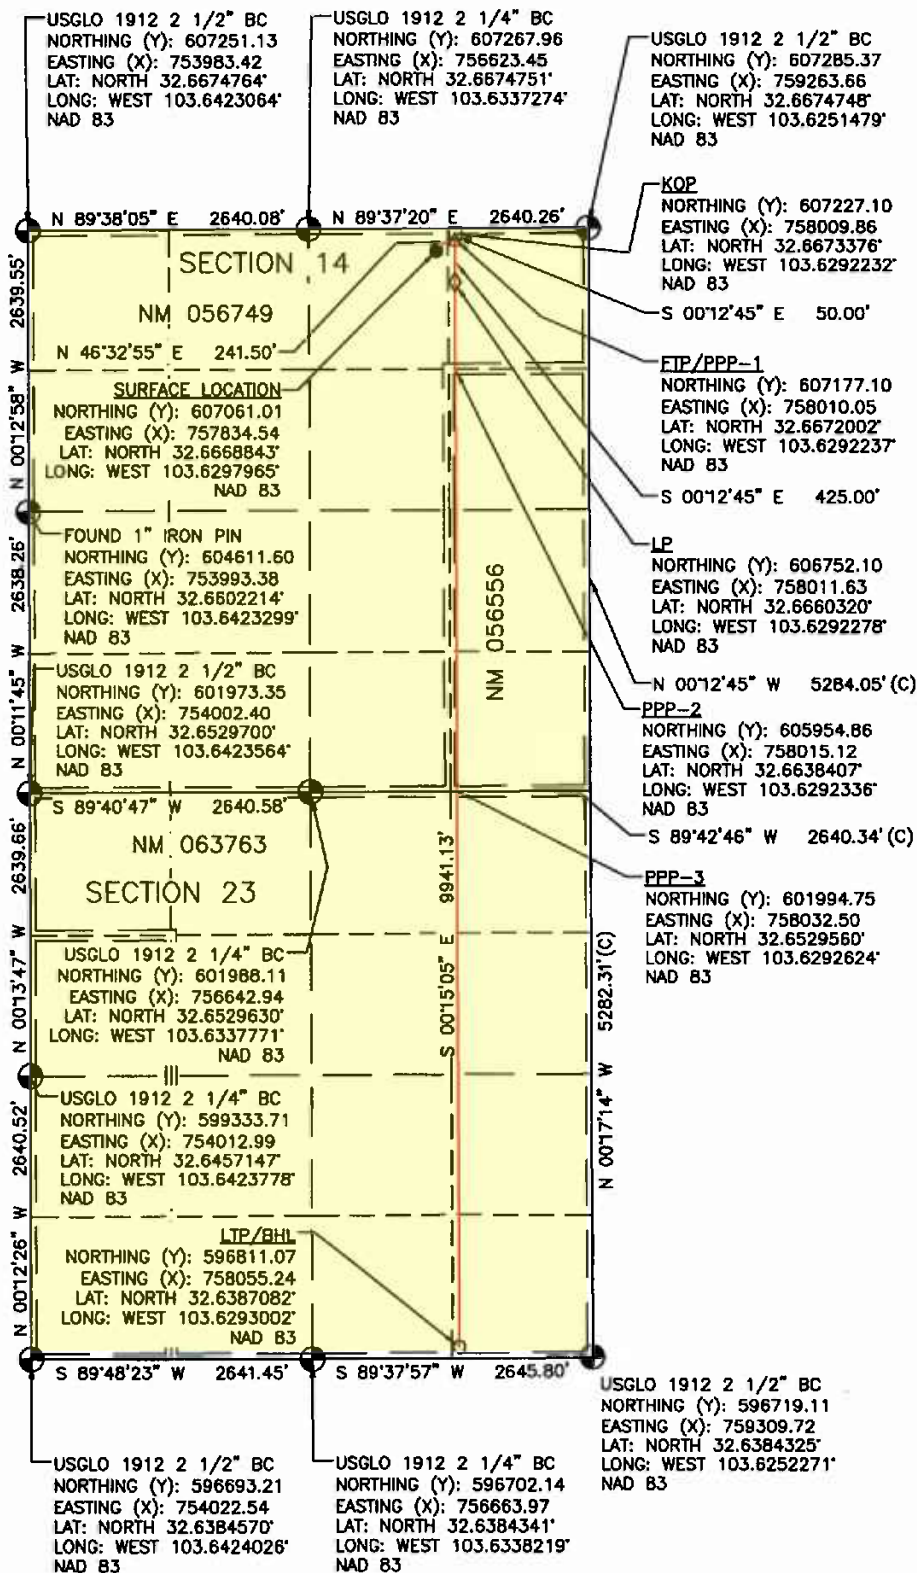 USGLO 1912 2 1/2" BC
NORTHING (Y): 607251.13
EASTING (X): 753983.42
LAT: NORTH 32.6674764°
LONG: WEST 103.6423064°
NAD 83
USGLO 1912 2 1/4" BC
NORTHING (Y): 607267.96
EASTING (X): 756623.45
LAT: NORTH 32.6674751°
LONG: WEST 103.6337274°
NAD 83
USGLO 1912 2 1/2" BC
NORTHING (Y): 607285.37
EASTING (X): 759263.66
LAT: NORTH 32.6674748°
LONG: WEST 103.6251479°
NAD 83
KOP
NORTHING (Y): 607227.10
EASTING (X): 758009.86
LAT: NORTH 32.6673376°
LONG: WEST 103.6292232°
NAD 83
N 89°38'05" E 2640.08'
N 89°37'20" E 2640.26'
SECTION 14
NM 056749
S 00°12'45" E 50.00'
N 46°32'55" E 241.50'
FTP/PPP-1
NORTHING (Y): 607177.10
EASTING (X): 758010.05
LAT: NORTH 32.6672002°
LONG: WEST 103.6292237°
NAD 83
SURFACE LOCATION
NORTHING (Y): 607061.01
EASTING (X): 757834.54
LAT: NORTH 32.6668843°
LONG: WEST 103.6297965°
NAD 83
S 00°12'45" E 425.00'
N 00°12'58" W 2639.55'
FOUND 1" IRON PIN
NORTHING (Y): 604611.60
EASTING (X): 753993.38
LAT: NORTH 32.6602214°
LONG: WEST 103.6423299°
NAD 83
LP
NORTHING (Y): 606752.10
EASTING (X): 758011.63
LAT: NORTH 32.6660320°
LONG: WEST 103.6292278°
NAD 83
NM 056556
N 00°12'45" W 5284.05' (C)
N 00°11'45" W 2638.26'
USGLO 1912 2 1/2" BC
NORTHING (Y): 601973.35
EASTING (X): 754002.40
LAT: NORTH 32.6529700°
LONG: WEST 103.6423564°
NAD 83
PPP-2
NORTHING (Y): 605954.86
EASTING (X): 758015.12
LAT: NORTH 32.6638407°
LONG: WEST 103.6292336°
NAD 83
S 89°40'47" W 2640.58'
S 89°42'46" W 2640.34' (C)
NM 063763
SECTION 23
PPP-3
NORTHING (Y): 601994.75
EASTING (X): 758032.50
LAT: NORTH 32.6529560°
LONG: WEST 103.6292624°
NAD 83
S 00°15'05" E 9941.13'
N 00°13'47" W 2639.66'
USGLO 1912 2 1/4" BC
NORTHING (Y): 601988.11
EASTING (X): 756642.94
LAT: NORTH 32.6529630°
LONG: WEST 103.6337771°
NAD 83
N 00°17'14" W 5282.31' (C)
USGLO 1912 2 1/4" BC
NORTHING (Y): 599333.71
EASTING (X): 754012.99
LAT: NORTH 32.6457147°
LONG: WEST 103.6423778°
NAD 83
N 00°12'26" W 2640.52'
LTP/BHL
NORTHING (Y): 596811.07
EASTING (X): 758055.24
LAT: NORTH 32.6387082°
LONG: WEST 103.6293002°
NAD 83
S 89°48'23" W 2641.45'
S 89°37'57" W 2645.80'
USGLO 1912 2 1/2" BC
NORTHING (Y): 596719.11
EASTING (X): 759309.72
LAT: NORTH 32.6384325°
LONG: WEST 103.6252271°
NAD 83
USGLO 1912 2 1/2" BC
NORTHING (Y): 596693.21
EASTING (X): 754022.54
LAT: NORTH 32.6384570°
LONG: WEST 103.6424026°
NAD 83
USGLO 1912 2 1/4" BC
NORTHING (Y): 596702.14
EASTING (X): 756663.97
LAT: NORTH 32.6384341°
LONG: WEST 103.6338219°
NAD 83